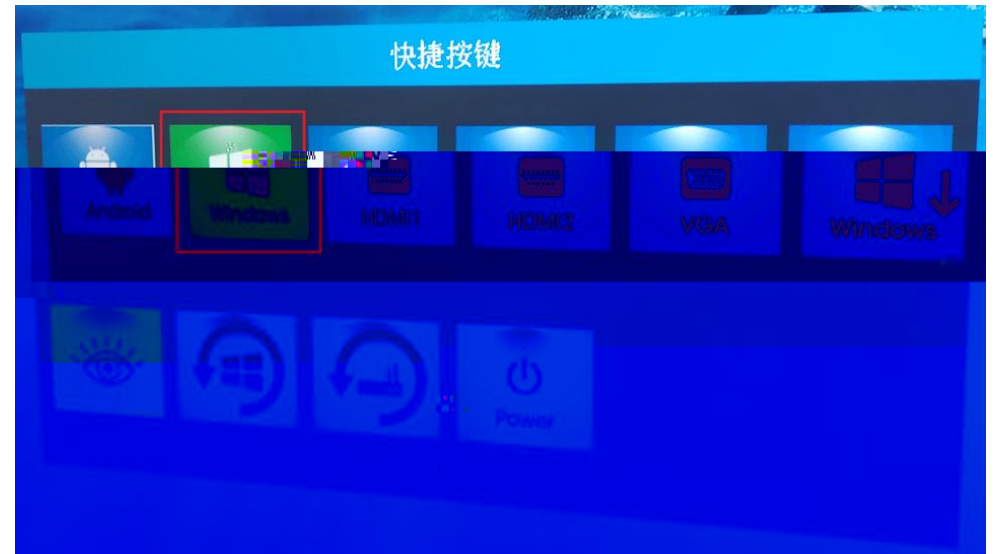 快捷按键
Android
Windows
HDMI1
HDMI2
VGA
Windows
Power